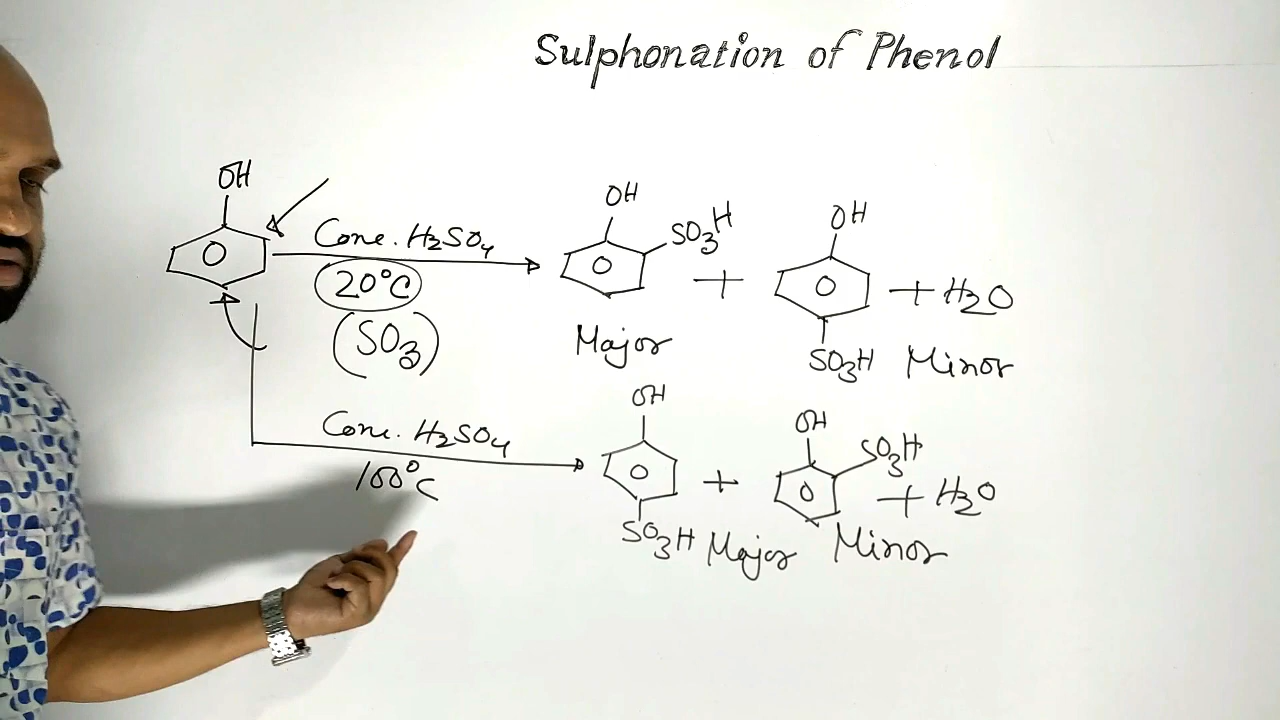 Sulphonation of Phenol
OH
Conc. H2SO4
20°C
(SO3)
OH
SO3H
+
Major
OH
SO3H
Minor
+ H2O
Conc. H2SO4
100°C
OH
SO3H
Major
+
OH
SO3H
Minor
+ H2O